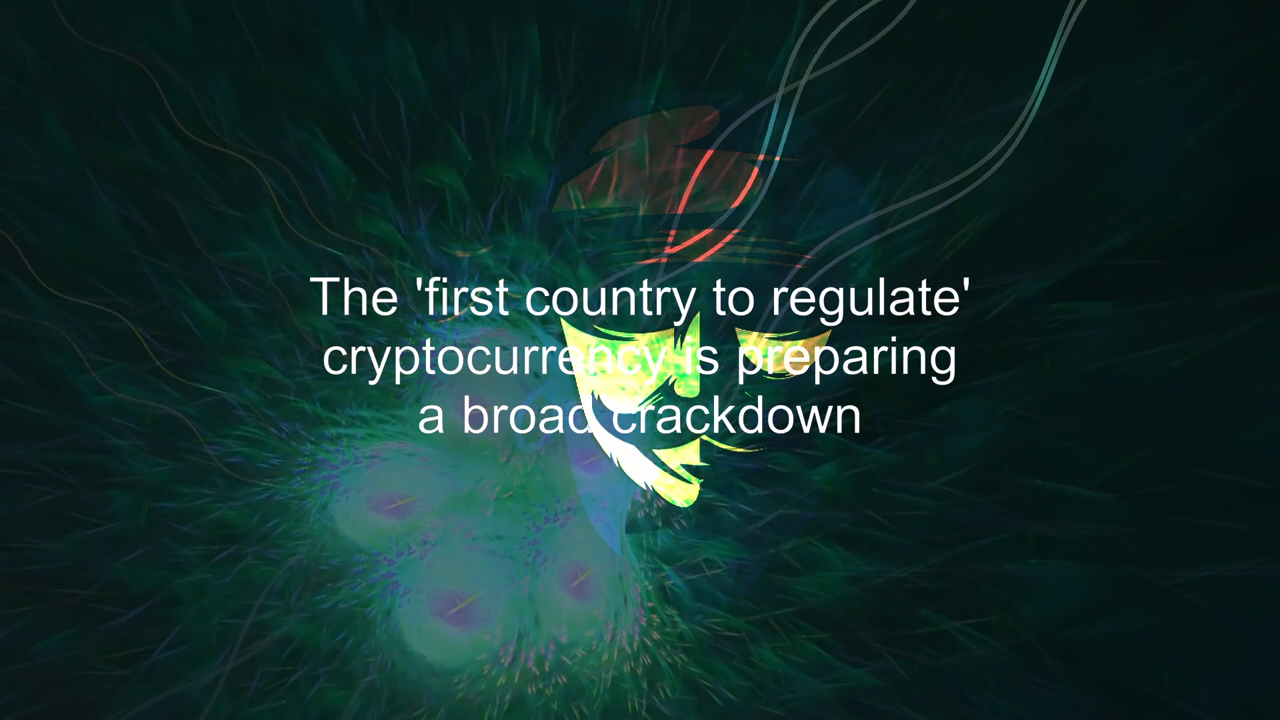 The 'first country to regulate'
cryptocurrency is preparing
a broad crackdown